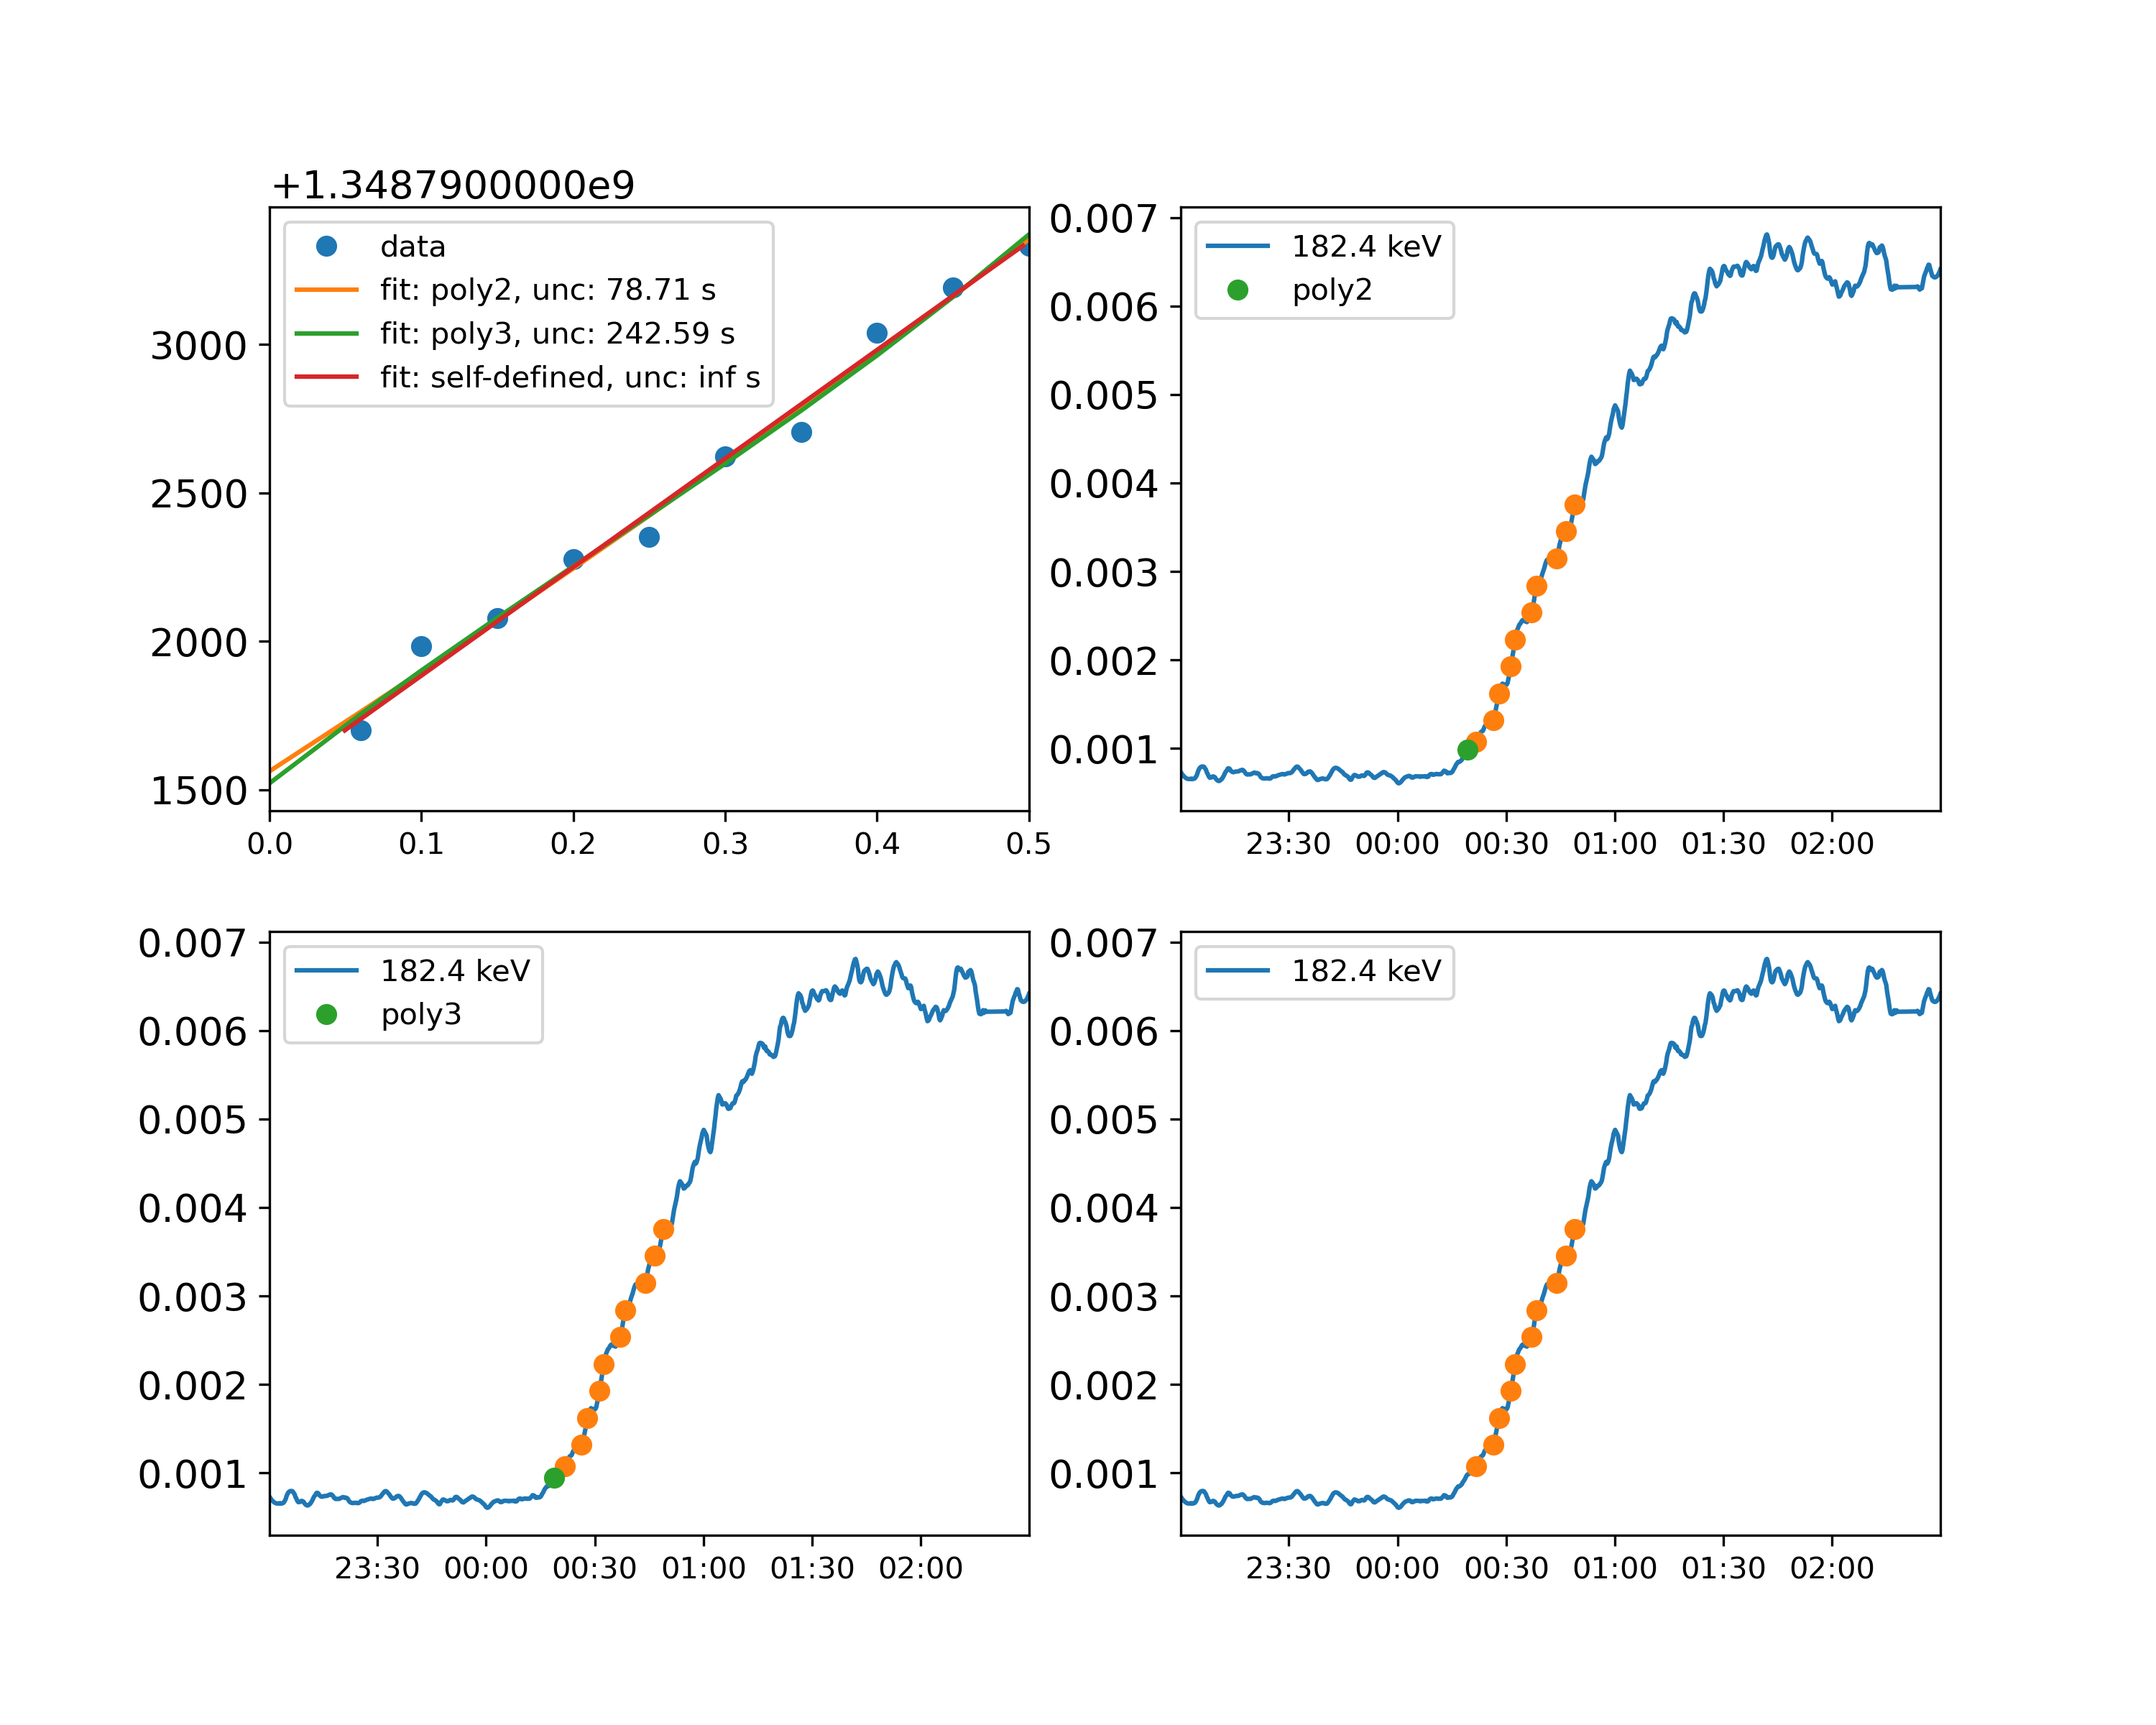 +1.3487900000e9
data
fit: poly2, unc: 78.71 s
fit: poly3, unc: 242.59 s
fit: self-defined, unc: inf s
3000
2500
2000
1500
0.0 0.1 0.2 0.3 0.4 0.5
182.4 keV
poly2
0.007
0.006
0.005
0.004
0.003
0.002
0.001
23:30 00:00 00:30 01:00 01:30 02:00
182.4 keV
poly3
0.007
0.006
0.005
0.004
0.003
0.002
0.001
23:30 00:00 00:30 01:00 01:30 02:00
182.4 keV
0.007
0.006
0.005
0.004
0.003
0.002
0.001
23:30 00:00 00:30 01:00 01:30 02:00